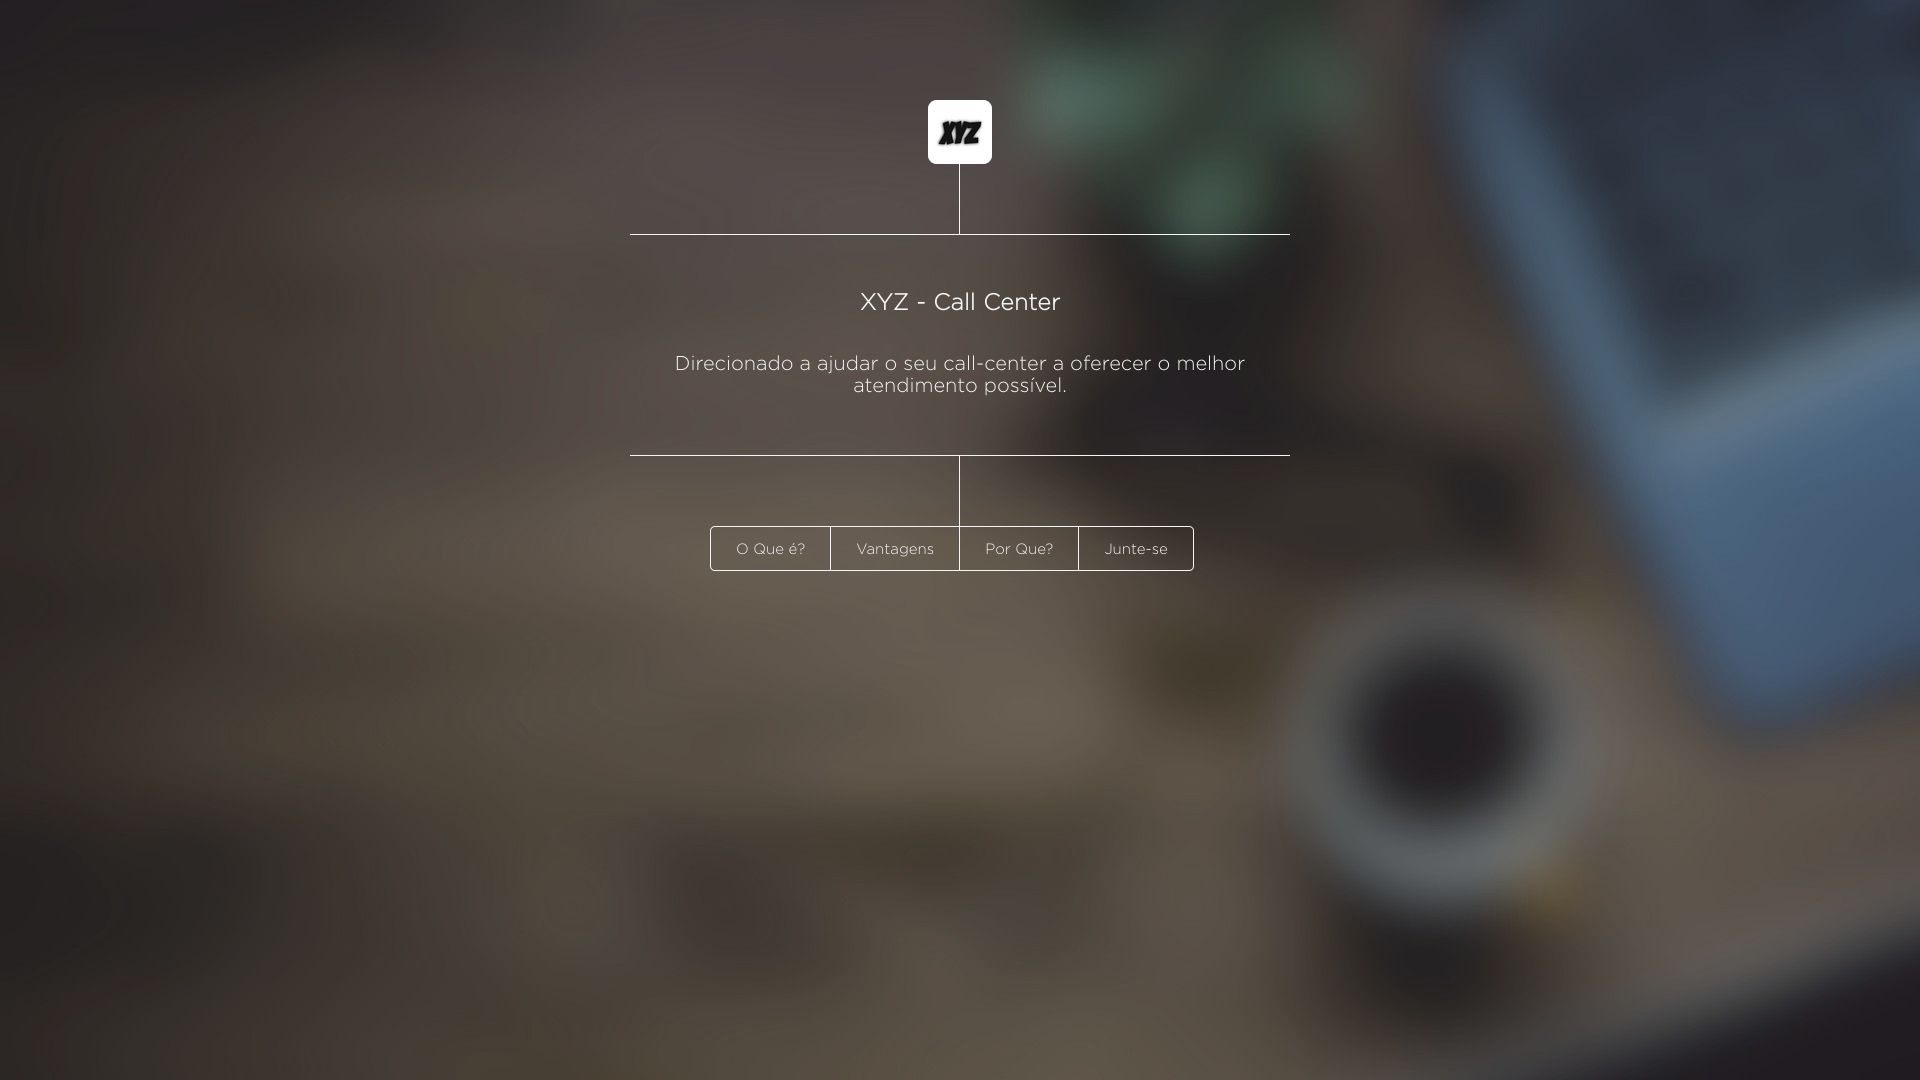 XYZ
XYZ - Call Center
Direcionado a ajudar o seu call-center a oferecer o melhor
atendimento possível.
O Que é?
Vantagens
Por Que?
Junte-se